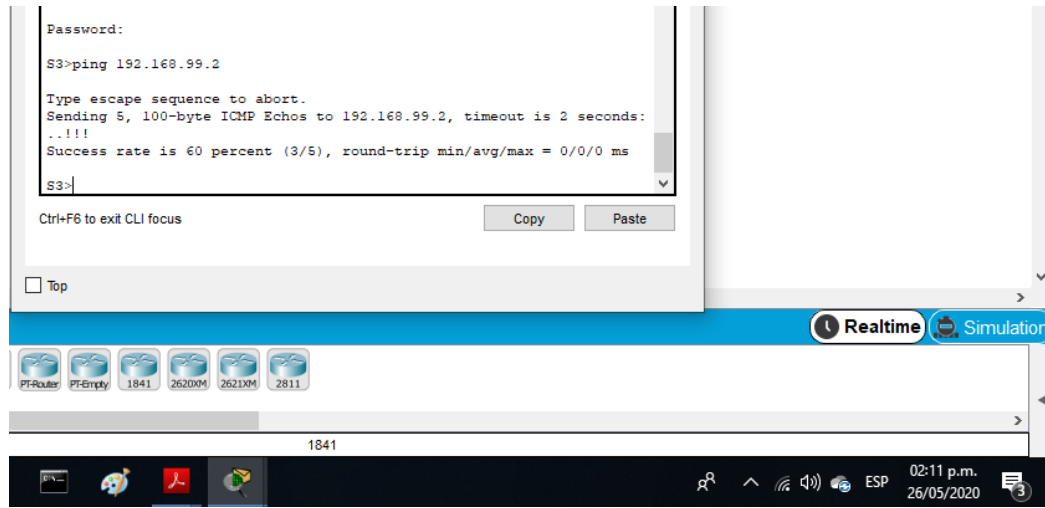 Password:
S3>ping 192.168.99.2
Type escape sequence to abort.
Sending 5, 100-byte ICMP Echos to 192.168.99.2, timeout is 2 seconds:
..!!!
Success rate is 60 percent (3/5), round-trip min/avg/max = 0/0/0 ms
S3>
Ctrl+F6 to exit CLI focus
Copy
Paste
Top
Realtime
Simulation
PT-Router
PT-Empty
1841
2620XM
2621XM
2811
1841
ESP
02:11 p.m.
26/05/2020
3